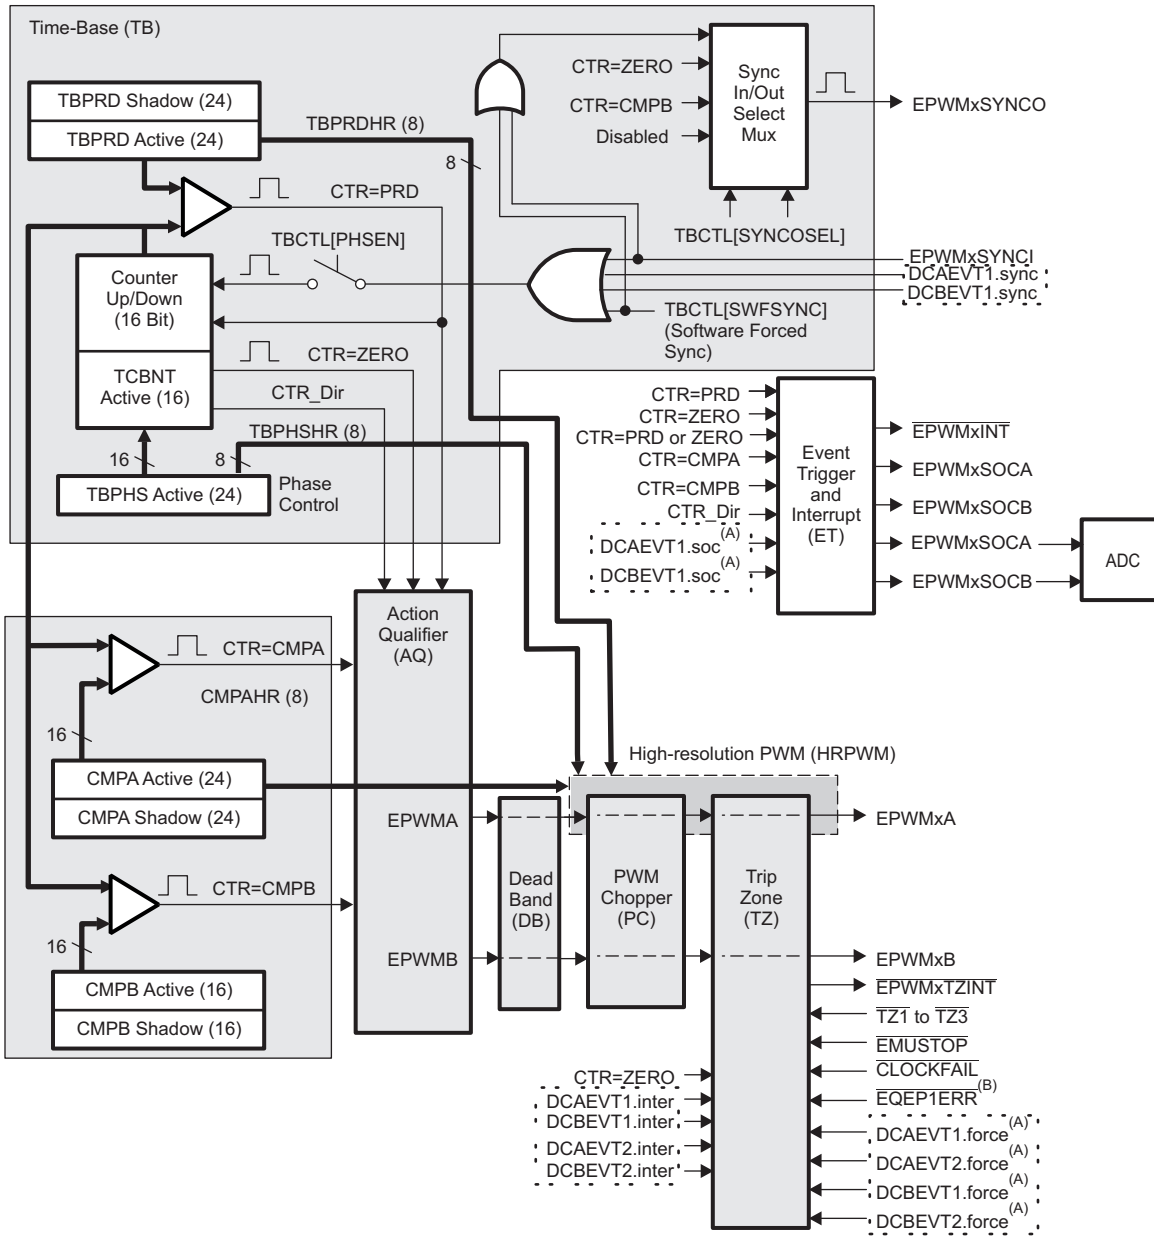 Time-Base (TB)
TBPRD Shadow (24)
TBPRD Active (24)
TBPRDHR (8)
8
CTR=PRD
TBCTL[PHSEN]
Counter
Up/Down
(16 Bit)
TCBNT
Active (16)
CTR=ZERO
CTR_Dir
TBPHSHR (8)
16
8
TBPHS Active (24)
Phase
Control
CTR=ZERO
CTR=CMPB
Disabled
Sync
In/Out
Select
Mux
EPWMxSYNCO
TBCTL[SYNCOSEL]
EPWMxSYNCI
DCAEVT1.sync
DCBEVT1.sync
TBCTL[SWFSYNC]
(Software Forced
Sync)
CTR=PRD
CTR=ZERO
CTR=PRD or ZERO
CTR=CMPA
CTR=CMPB
CTR_Dir
DCAEVT1.soc(A)
DCBEVT1.soc(A)
Event
Trigger
and
Interrupt
(ET)
EPWMxINT
EPWMxSOCA
EPWMxSOCB
EPWMxSOCA
EPWMxSOCB
ADC
Action
Qualifier
(AQ)
CTR=CMPA
CMPAHR (8)
16
CMPA Active (24)
CMPA Shadow (24)
CTR=CMPB
16
CMPB Active (16)
CMPB Shadow (16)
EPWMA
EPWMB
High-resolution PWM (HRPWM)
Dead
Band
(DB)
PWM
Chopper
(PC)
Trip
Zone
(TZ)
EPWMxA
EPWMxB
EPWMxTZINT
TZ1 to TZ3
EMUSTOP
CLOCKFAIL
EQEP1ERR(B)
DCAEVT1.force(A)
DCAEVT2.force(A)
DCBEVT1.force(A)
DCBEVT2.force(A)
CTR=ZERO
DCAEVT1.inter
DCBEVT1.inter
DCAEVT2.inter
DCBEVT2.inter